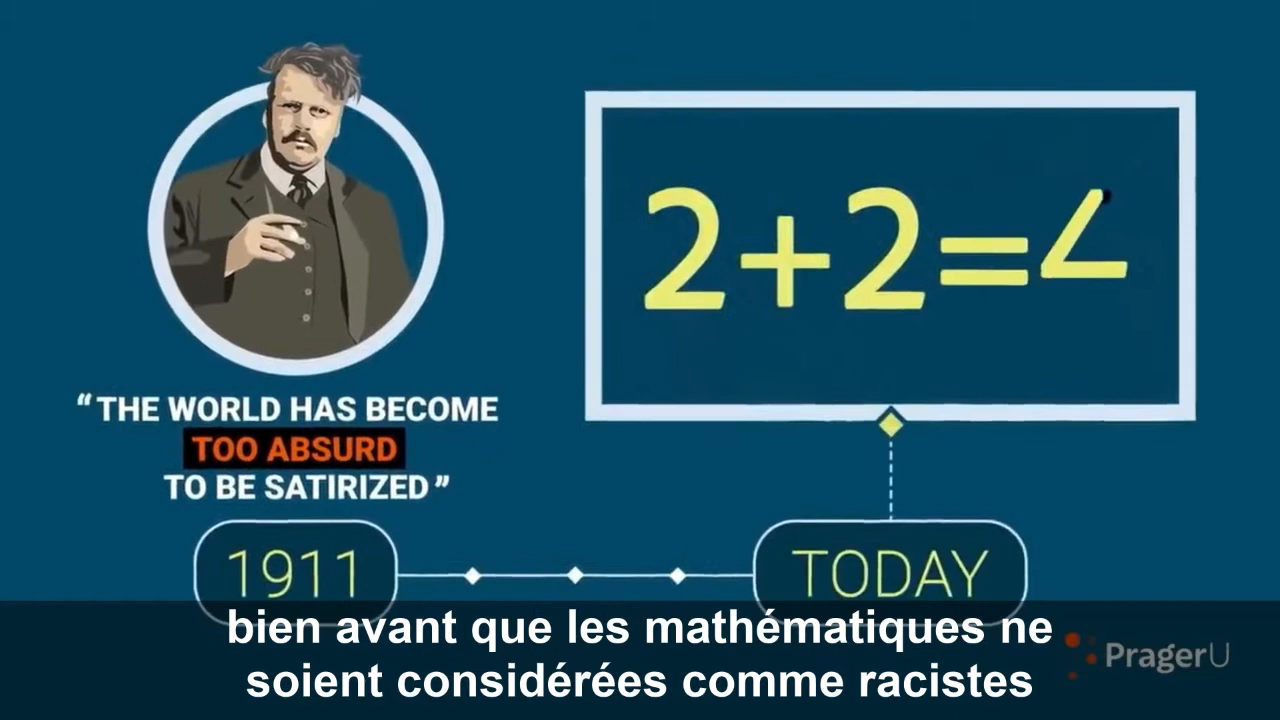 “THE WORLD HAS BECOME
TOO ABSURD
TO BE SATIRIZED”
2+2=4
1911
TODAY
bien avant que les mathématiques ne
soient considérées comme racistes
PragerU